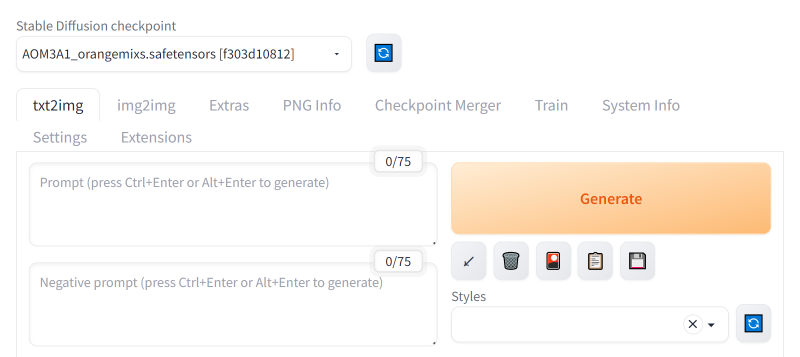 Stable Diffusion checkpoint
AOM3A1_orangemixs.safetensors [f303d10812]
txt2img img2img Extras PNG Info Checkpoint Merger Train System Info
Settings Extensions
0/75
Prompt (press Ctrl+Enter or Alt+Enter to generate)
Generate
0/75
Negative prompt (press Ctrl+Enter or Alt+Enter to generate)
Styles